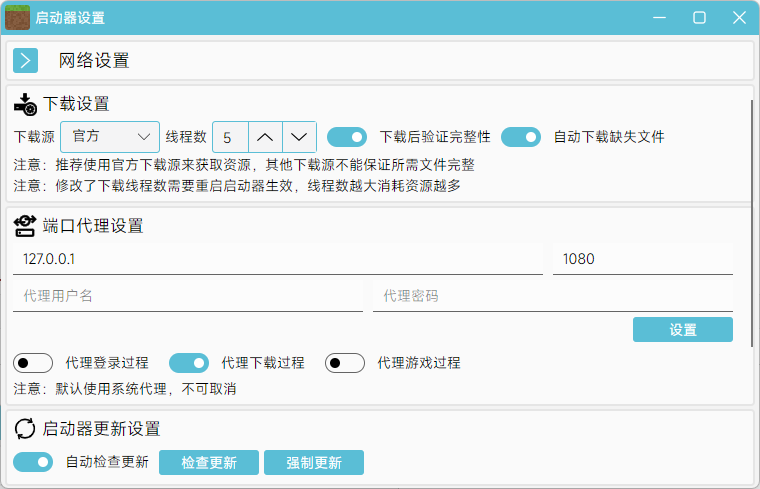 启动器设置
网络设置
下载设置
下载源 官方 线程数 5 下载后验证完整性 自动下载缺失文件
注意：推荐使用官方下载源来获取资源，其他下载源不能保证所需文件完整
注意：修改了下载线程数需要重启启动器生效，线程数越大消耗资源越多
端口代理设置
127.0.0.1 1080
代理用户名 代理密码
设置
代理登录过程 代理下载过程 代理游戏过程
注意：默认使用系统代理，不可取消
启动器更新设置
自动检查更新 检查更新 强制更新